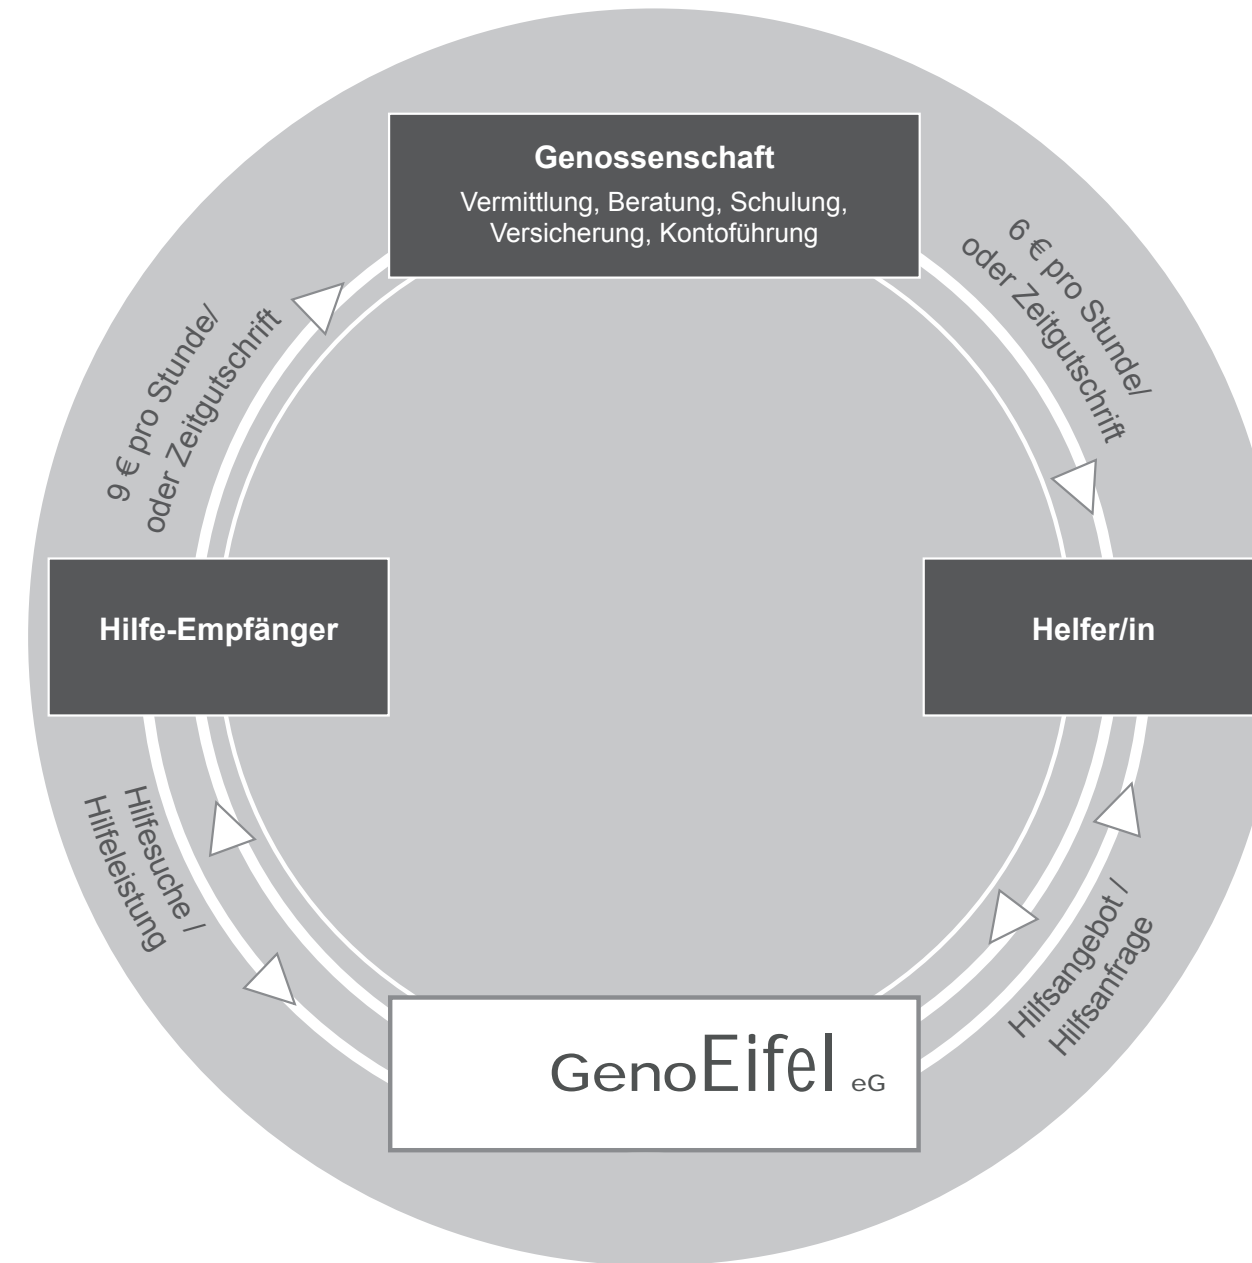 Genossenschaft
Vermittlung, Beratung, Schulung,
Versicherung, Kontoführung
9 € pro Stunde/
oder Zeitgutschrift
6 € pro Stunde/
oder Zeitgutschrift
Hilfe-Empfänger
Helfer/in
Hilfesuche /
Hilfeleistung
Hilfsangebot /
Hilfsanfrage
GenoEifel eG